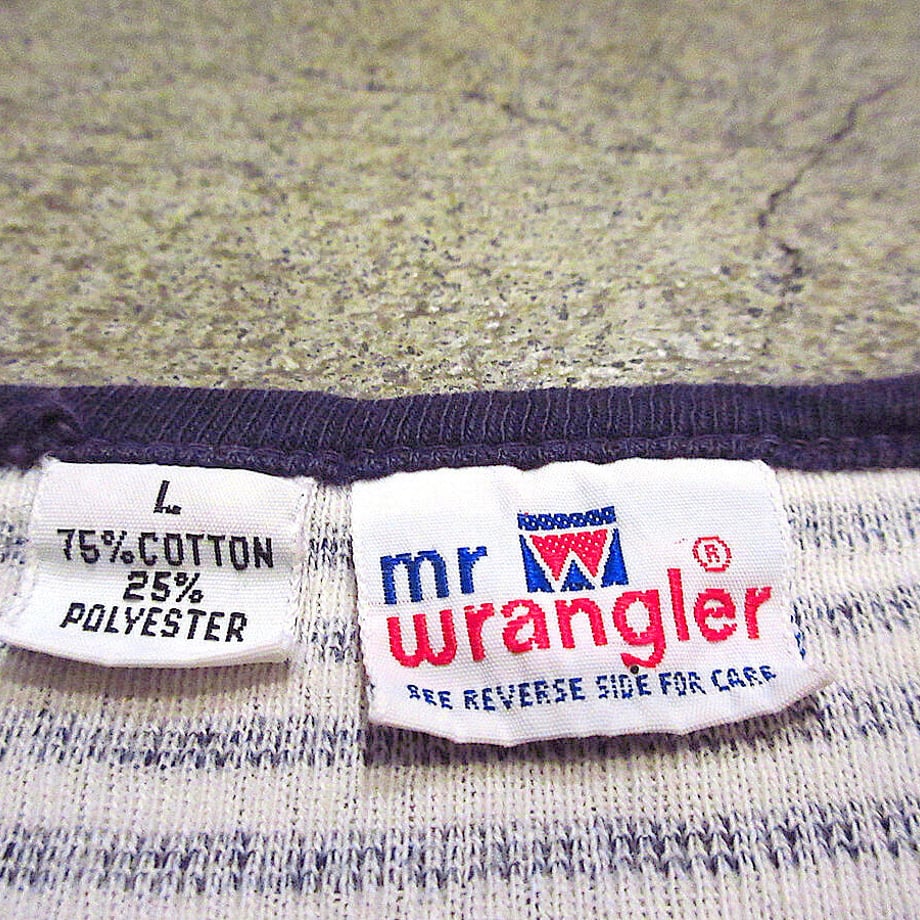 L
75% COTTON
25%
POLYESTER
mr W ®
wrangler
SEE REVERSE SIDE FOR CARE